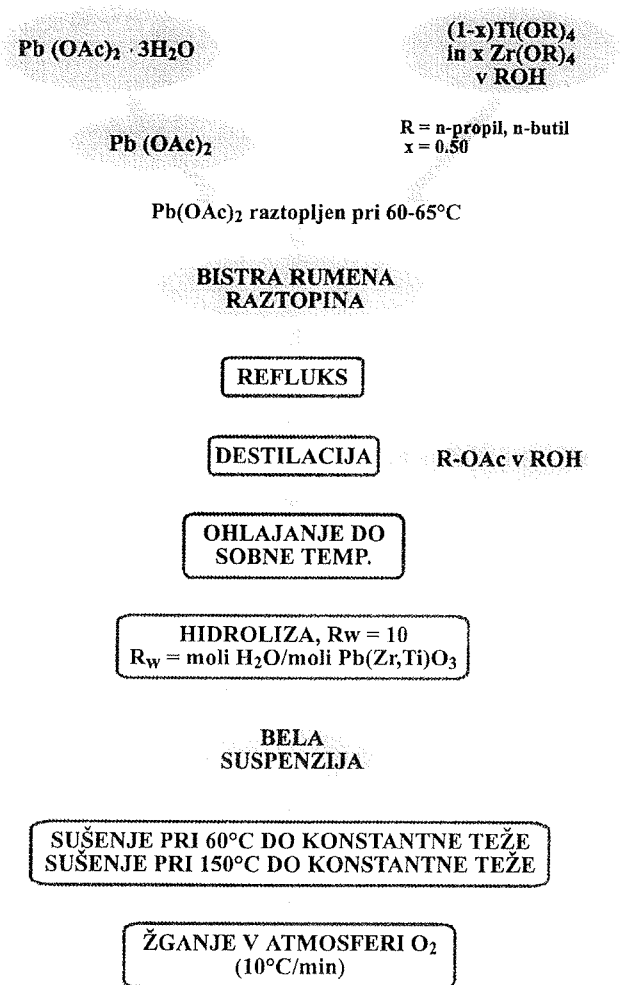 Pb (OAc)₂ · 3H₂O
(1-x)Ti(OR)₄
in x Zr(OR)₄
v ROH
Pb (OAc)₂
R = n-propil, n-butil
x = 0.50
Pb(OAc)₂ raztopljen pri 60-65°C
BISTRA RUMENA
RAZTOPINA
REFLUKS
DESTILACIJA
R-OAc v ROH
OHLAJANJE DO
SOBNE TEMP.
HIDROLIZA, Rw = 10
R_W = moli H₂O/moli Pb(Zr,Ti)O₃
BELA
SUSPENZIJA
SUŠENJE PRI 60°C DO KONSTANTNE TEŽE
SUŠENJE PRI 150°C DO KONSTANTNE TEŽE
ŽGANJE V ATMOSFERI O₂
(10°C/min)